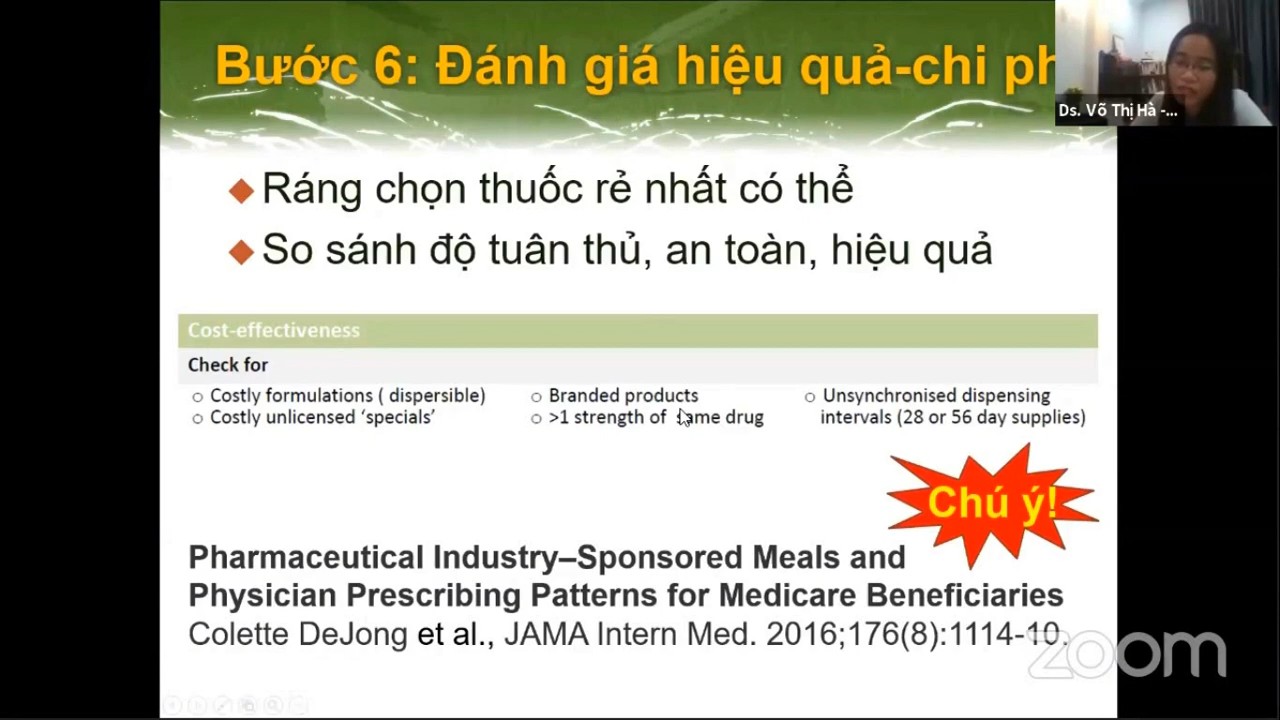 Bước 6: Đánh giá hiệu quả-chi ph
Ds. Võ Thị Hà -...
Ráng chọn thuốc rẻ nhất có thể
So sánh độ tuân thủ, an toàn, hiệu quả
Cost-effectiveness
Check for
Costly formulations ( dispersible)
Costly unlicensed ‘specials’
Branded products
>1 strength of same drug
Unsynchronised dispensing
intervals (28 or 56 day supplies)
Chú ý!
Pharmaceutical Industry–Sponsored Meals and
Physician Prescribing Patterns for Medicare Beneficiaries
Colette DeJong et al., JAMA Intern Med. 2016;176(8):1114-10.
zoom